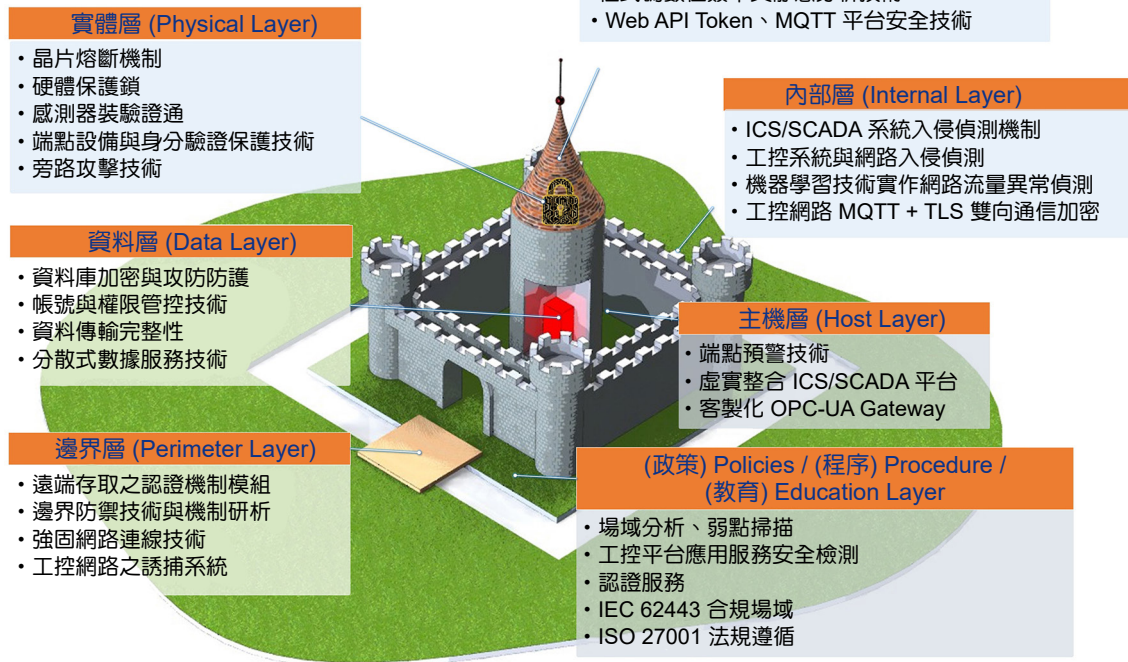 • Web API Token、MQTT 平台安全技術
實體層 (Physical Layer)
• 晶片熔斷機制
• 硬體保護鎖
• 感測器裝驗證通
• 端點設備與身分驗證保護技術
• 旁路攻擊技術
內部層 (Internal Layer)
• ICS/SCADA 系統入侵偵測機制
• 工控系統與網路入侵偵測
• 機器學習技術實作網路流量異常偵測
• 工控網路 MQTT + TLS 雙向通信加密
資料層 (Data Layer)
• 資料庫加密與攻防防護
• 帳號與權限管控技術
• 資料傳輸完整性
• 分散式數據服務技術
主機層 (Host Layer)
• 端點預警技術
• 虛實整合 ICS/SCADA 平台
• 客製化 OPC-UA Gateway
邊界層 (Perimeter Layer)
• 遠端存取之認證機制模組
• 邊界防禦技術與機制研析
• 強固網路連線技術
• 工控網路之誘捕系統
(政策) Policies / (程序) Procedure /
(教育) Education Layer
• 場域分析、弱點掃描
• 工控平台應用服務安全檢測
• 認證服務
• IEC 62443 合規場域
• ISO 27001 法規遵循